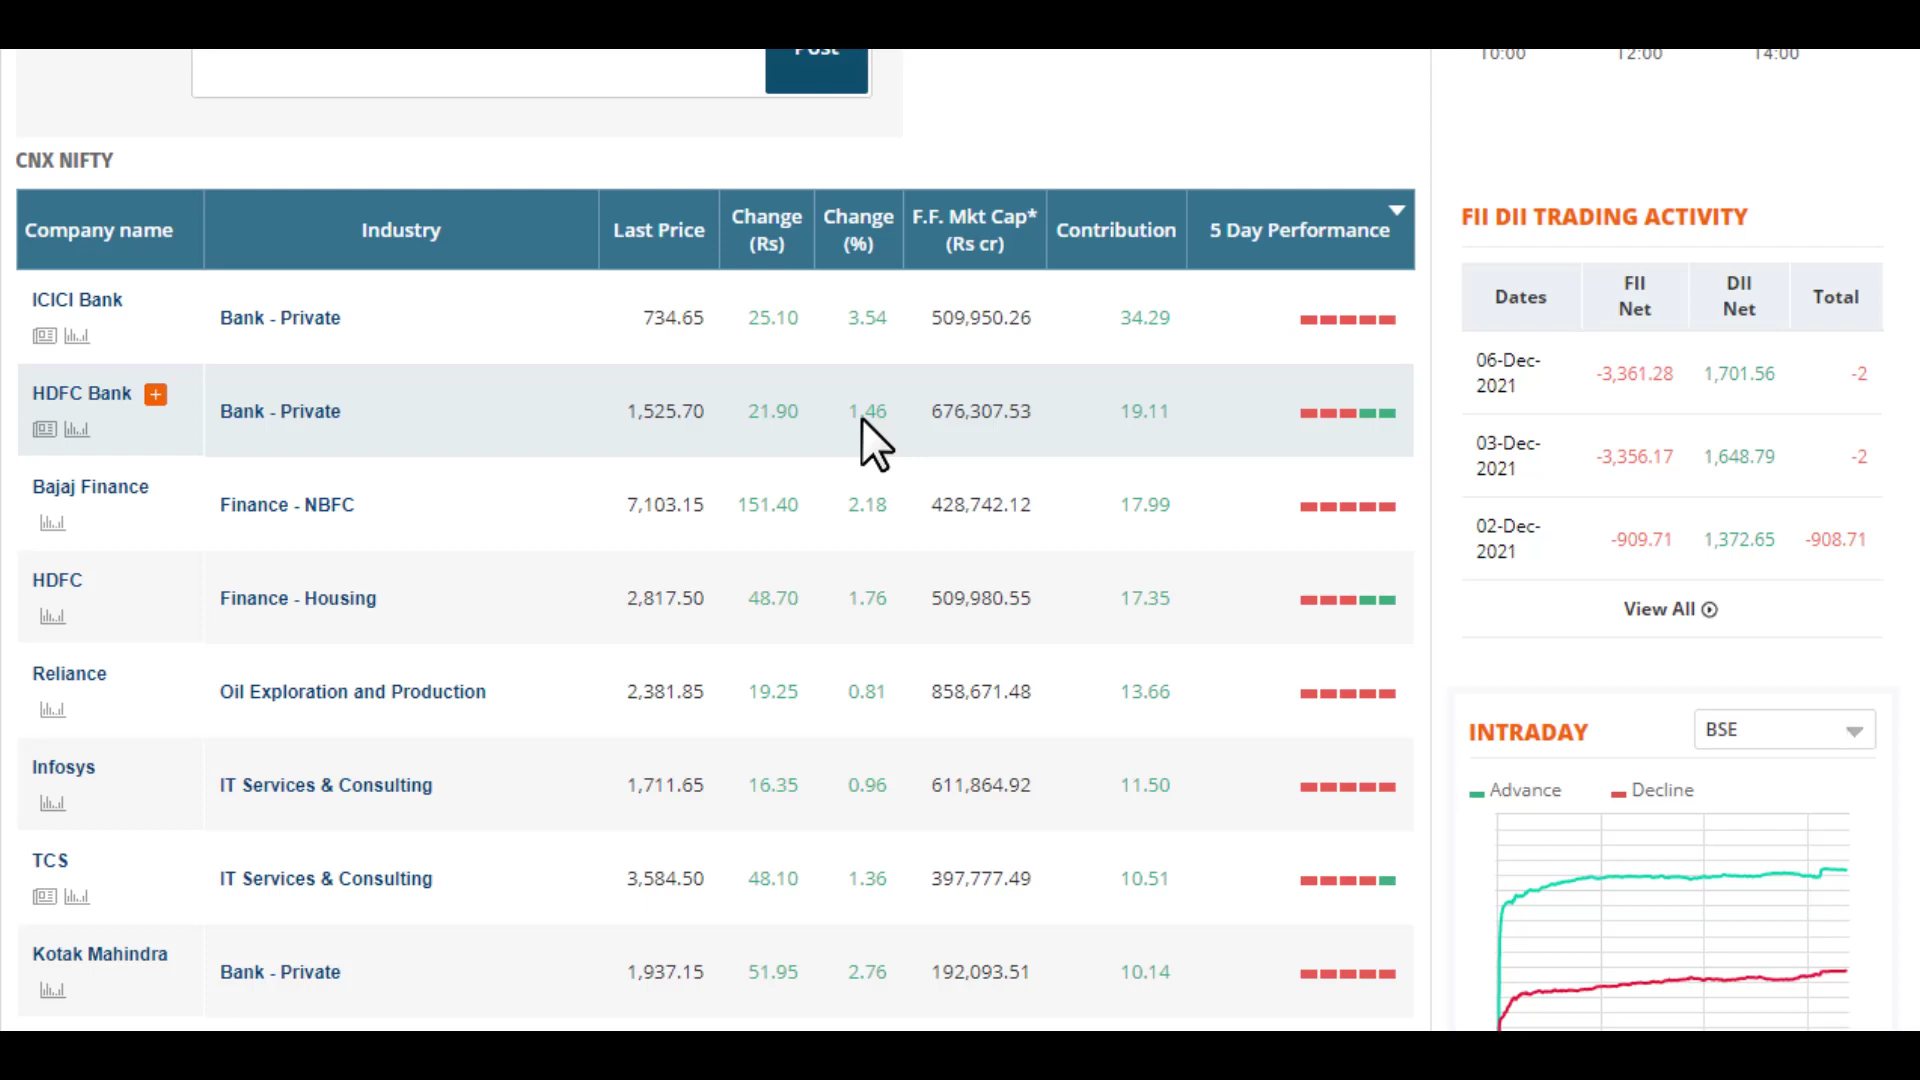 Post
10:00 12:00 14:00
CNX NIFTY
Company name Industry Last Price Change (Rs) Change (%) F.F. Mkt Cap* (Rs cr) Contribution 5 Day Performance
ICICI Bank Bank - Private 734.65 25.10 3.54 509,950.26 34.29
HDFC Bank + Bank - Private 1,525.70 21.90 1.46 676,307.53 19.11
Bajaj Finance Finance - NBFC 7,103.15 151.40 2.18 428,742.12 17.99
HDFC Finance - Housing 2,817.50 48.70 1.76 509,980.55 17.35
Reliance Oil Exploration and Production 2,381.85 19.25 0.81 858,671.48 13.66
Infosys IT Services & Consulting 1,711.65 16.35 0.96 611,864.92 11.50
TCS IT Services & Consulting 3,584.50 48.10 1.36 397,777.49 10.51
Kotak Mahindra Bank - Private 1,937.15 51.95 2.76 192,093.51 10.14
FII DII TRADING ACTIVITY
Dates FII Net DII Net Total
06-Dec-2021 -3,361.28 1,701.56 -2
03-Dec-2021 -3,356.17 1,648.79 -2
02-Dec-2021 -909.71 1,372.65 -908.71
View All
INTRADAY BSE
Advance Decline